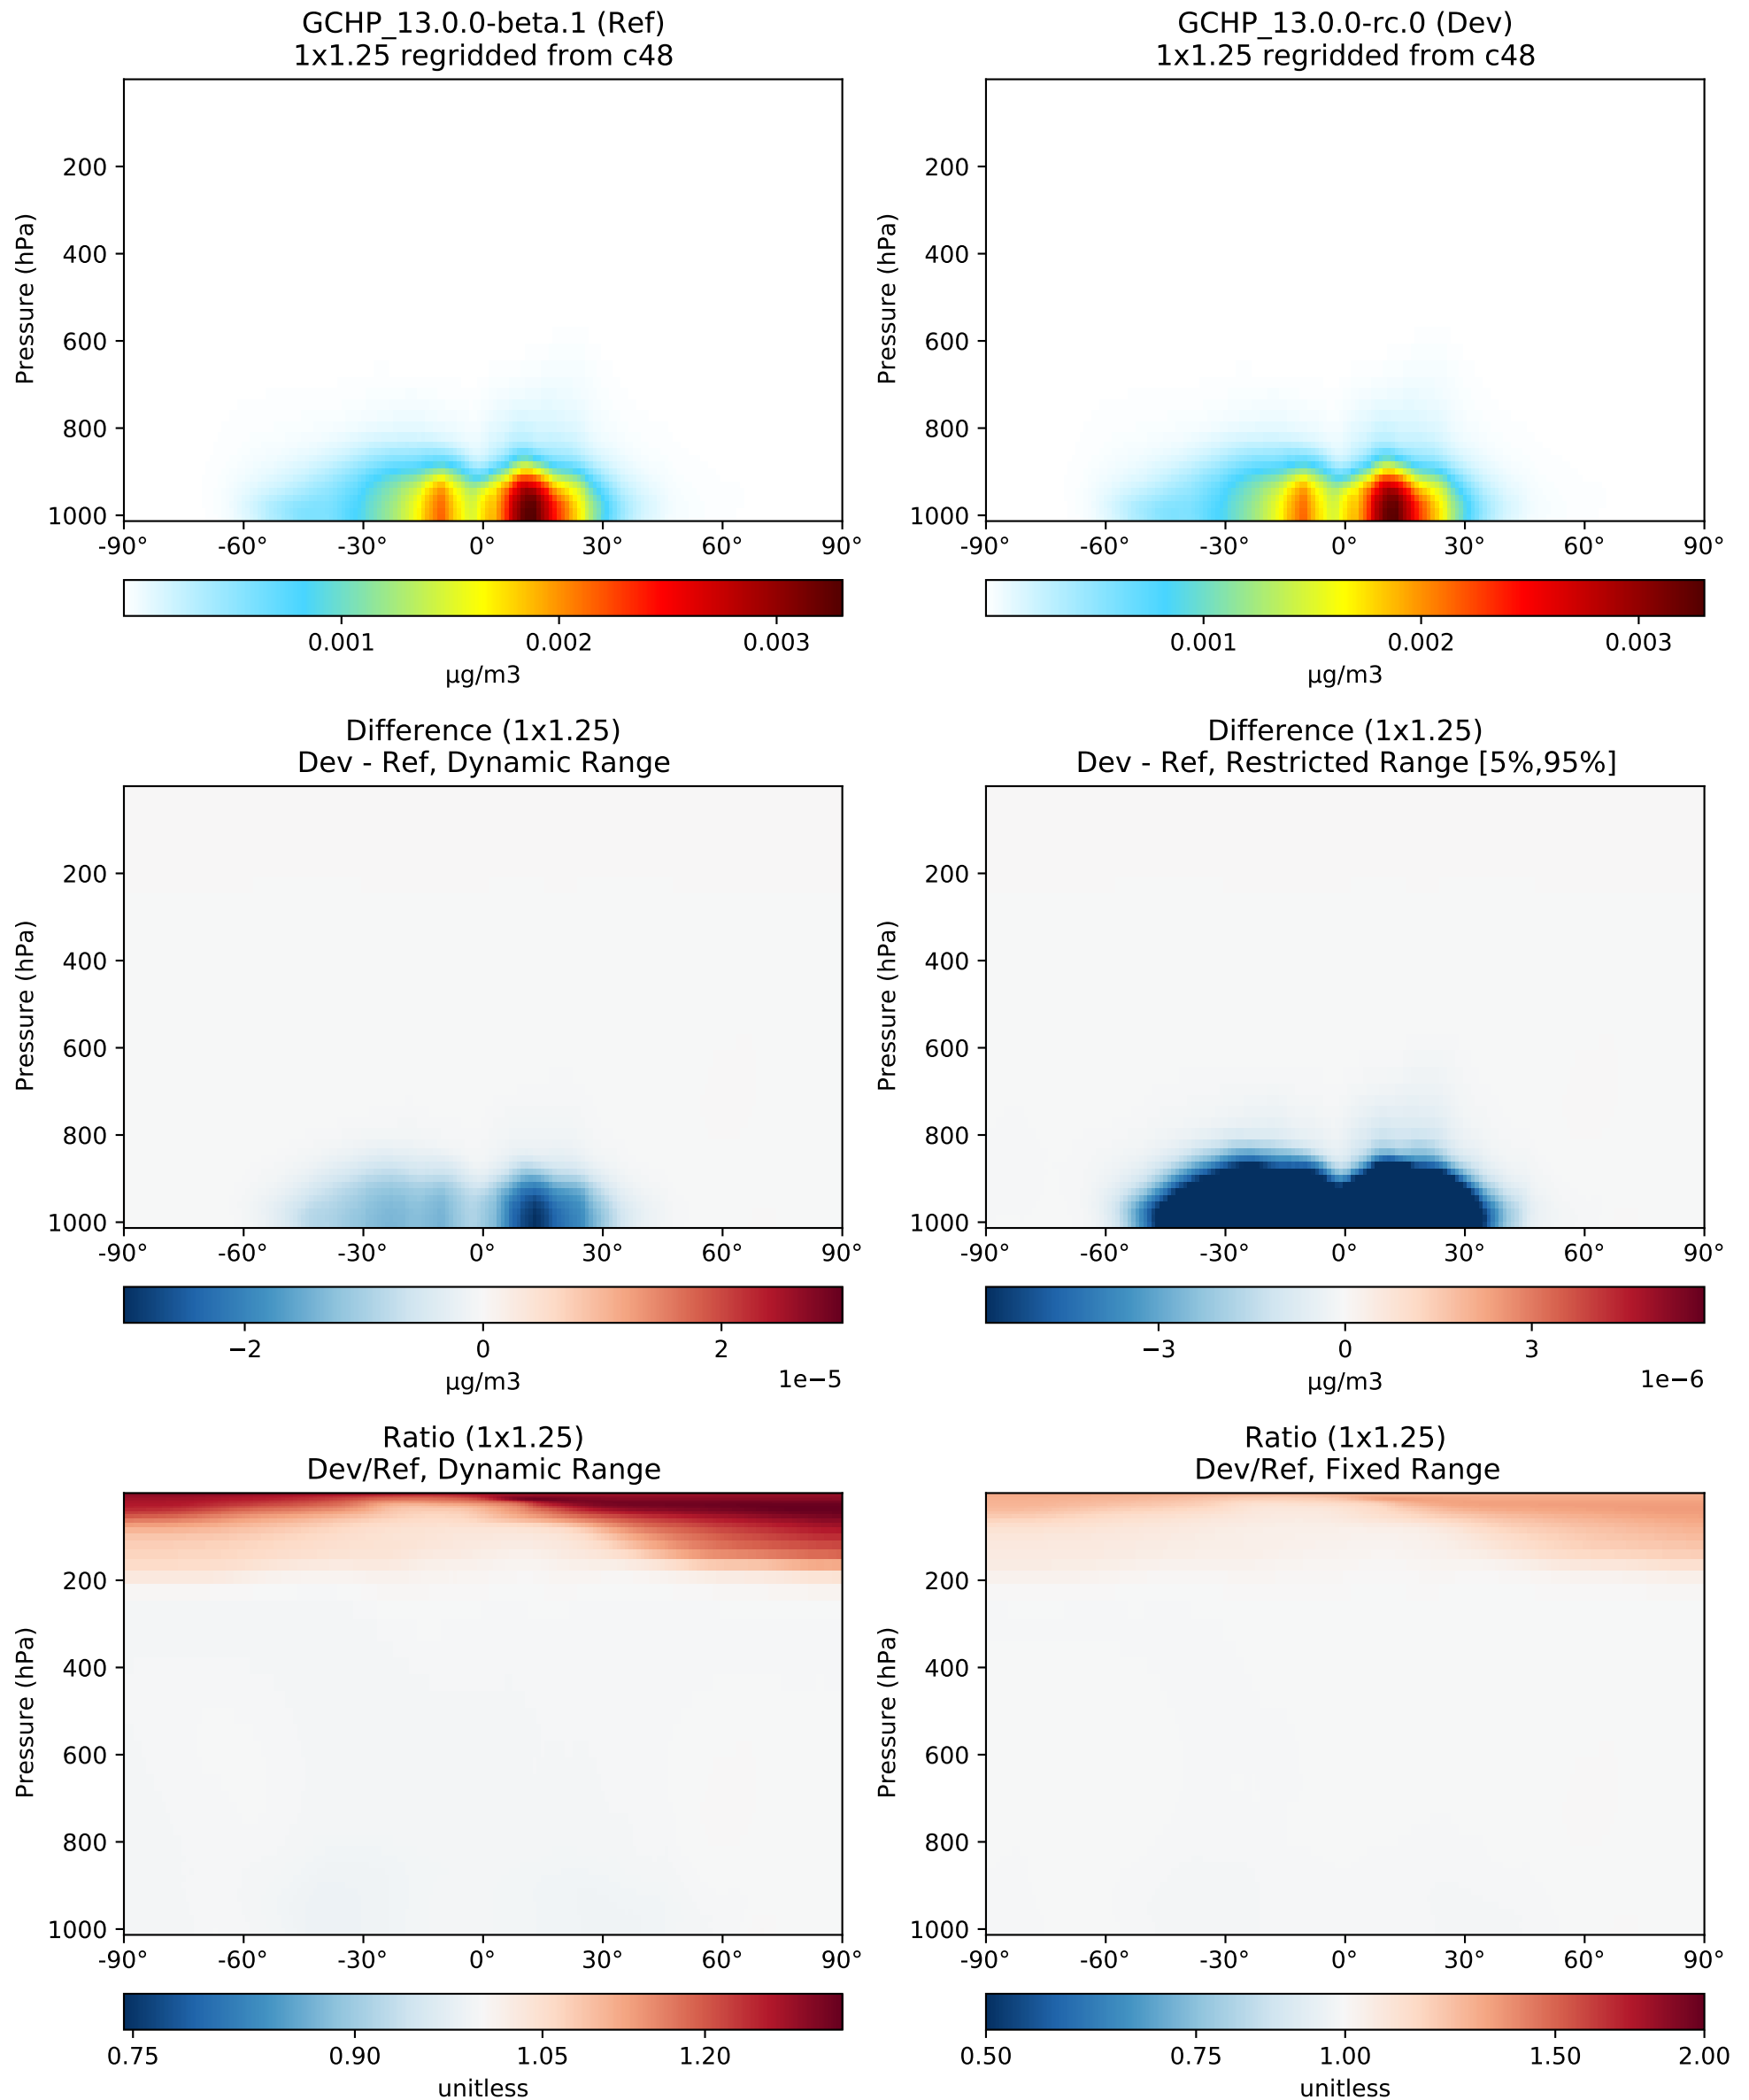 GCHP_13.0.0-beta.1 (Ref)
1x1.25 regridded from c48
GCHP_13.0.0-rc.0 (Dev)
1x1.25 regridded from c48
Pressure (hPa)
200
400
600
800
1000
-90° -60° -30° 0° 30° 60° 90°
0.001 0.002 0.003
µg/m3
Pressure (hPa)
200
400
600
800
1000
-90° -60° -30° 0° 30° 60° 90°
0.001 0.002 0.003
µg/m3
Difference (1x1.25)
Dev - Ref, Dynamic Range
Pressure (hPa)
200
400
600
800
1000
-90° -60° -30° 0° 30° 60° 90°
−2 0 2
µg/m3 1e−5
Difference (1x1.25)
Dev - Ref, Restricted Range [5%,95%]
Pressure (hPa)
200
400
600
800
1000
-90° -60° -30° 0° 30° 60° 90°
−3 0 3
µg/m3 1e−6
Ratio (1x1.25)
Dev/Ref, Dynamic Range
Pressure (hPa)
200
400
600
800
1000
-90° -60° -30° 0° 30° 60° 90°
0.75 0.90 1.05 1.20
unitless
Ratio (1x1.25)
Dev/Ref, Fixed Range
Pressure (hPa)
200
400
600
800
1000
-90° -60° -30° 0° 30° 60° 90°
0.50 0.75 1.00 1.50 2.00
unitless